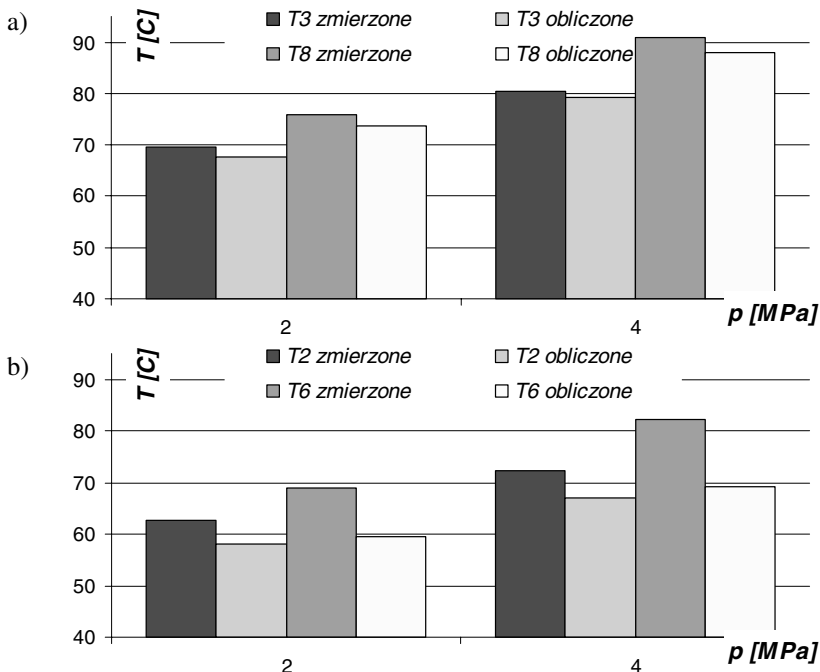 a)
T [C]
T3 zmierzone T3 obliczone
T8 zmierzone T8 obliczone
90
80
70
60
50
40
2 4 p [MPa]
b)
T [C]
T2 zmierzone T2 obliczone
T6 zmierzone T6 obliczone
90
80
70
60
50
40
2 4 p [MPa]